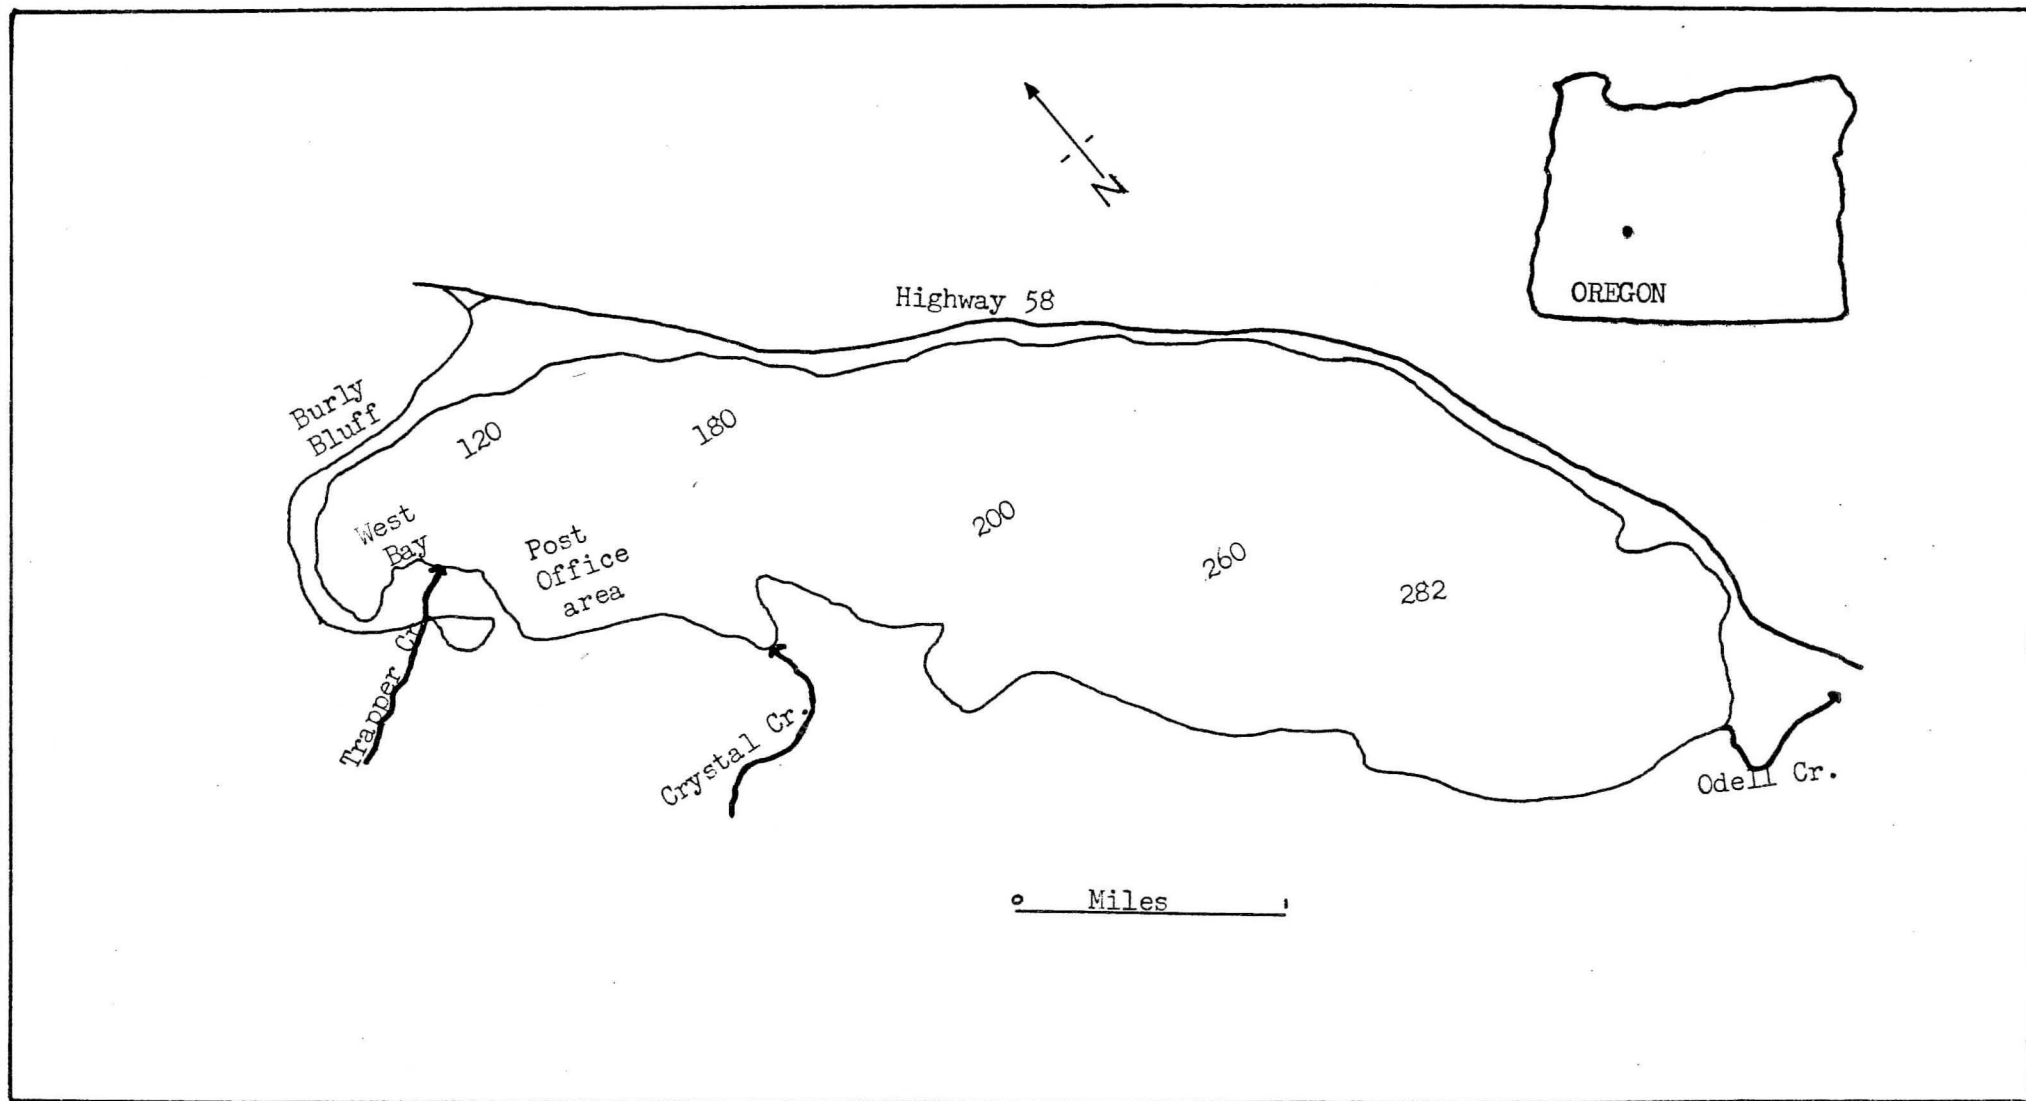 N
OREGON
Highway 58
Burly
Bluff
120
180
West
Bay
Post
Office
area
200
260
282
Trapper Cr.
Crystal Cr.
Odell Cr.
0 Miles 1